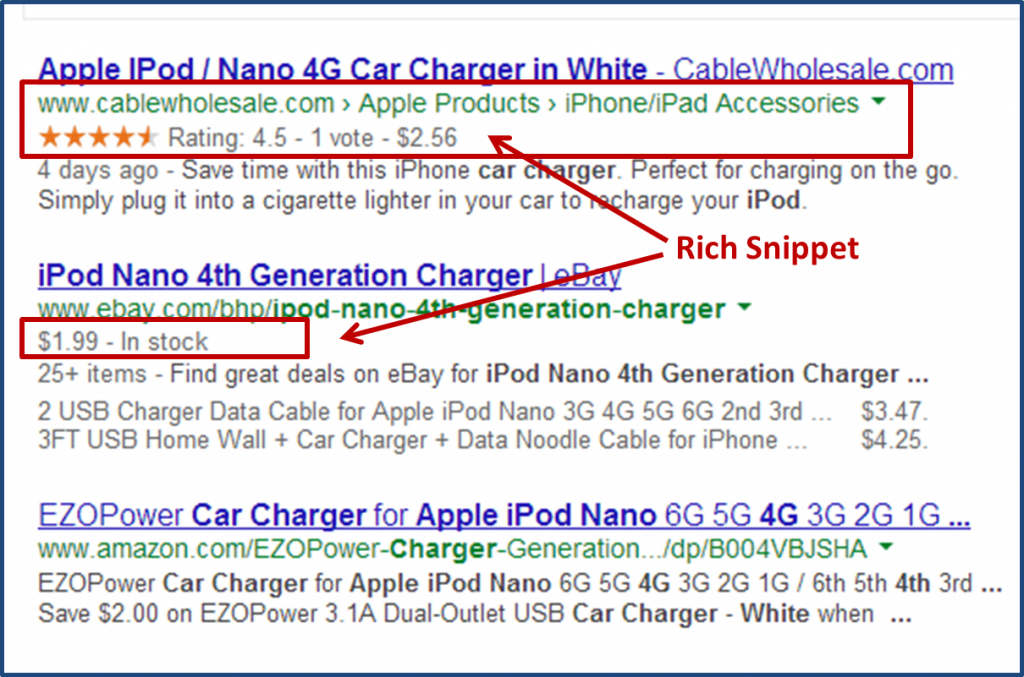 Apple IPod / Nano 4G Car Charger in White - CableWholesale.com
www.cablewholesale.com › Apple Products › iPhone/iPad Accessories
Rating: 4.5 - 1 vote - $2.56
4 days ago - Save time with this iPhone car charger. Perfect for charging on the go.
Simply plug it into a cigarette lighter in your car to recharge your iPod.
Rich Snippet
iPod Nano 4th Generation Charger | eBay
www.ebay.com/bhp/ipod-nano-4th-generation-charger
$1.99 - In stock
25+ items - Find great deals on eBay for iPod Nano 4th Generation Charger ...
2 USB Charger Data Cable for Apple iPod Nano 3G 4G 5G 6G 2nd 3rd ... $3.47.
3FT USB Home Wall + Car Charger + Data Noodle Cable for iPhone ... $4.25.
EZOPower Car Charger for Apple iPod Nano 6G 5G 4G 3G 2G 1G ...
www.amazon.com/EZOPower-Charger-Generation.../dp/B004VBJSHA
EZOPower Car Charger for Apple iPod Nano 6G 5G 4G 3G 2G 1G / 6th 5th 4th 3rd ...
Save $2.00 on EZOPower 3.1A Dual-Outlet USB Car Charger - White when ...